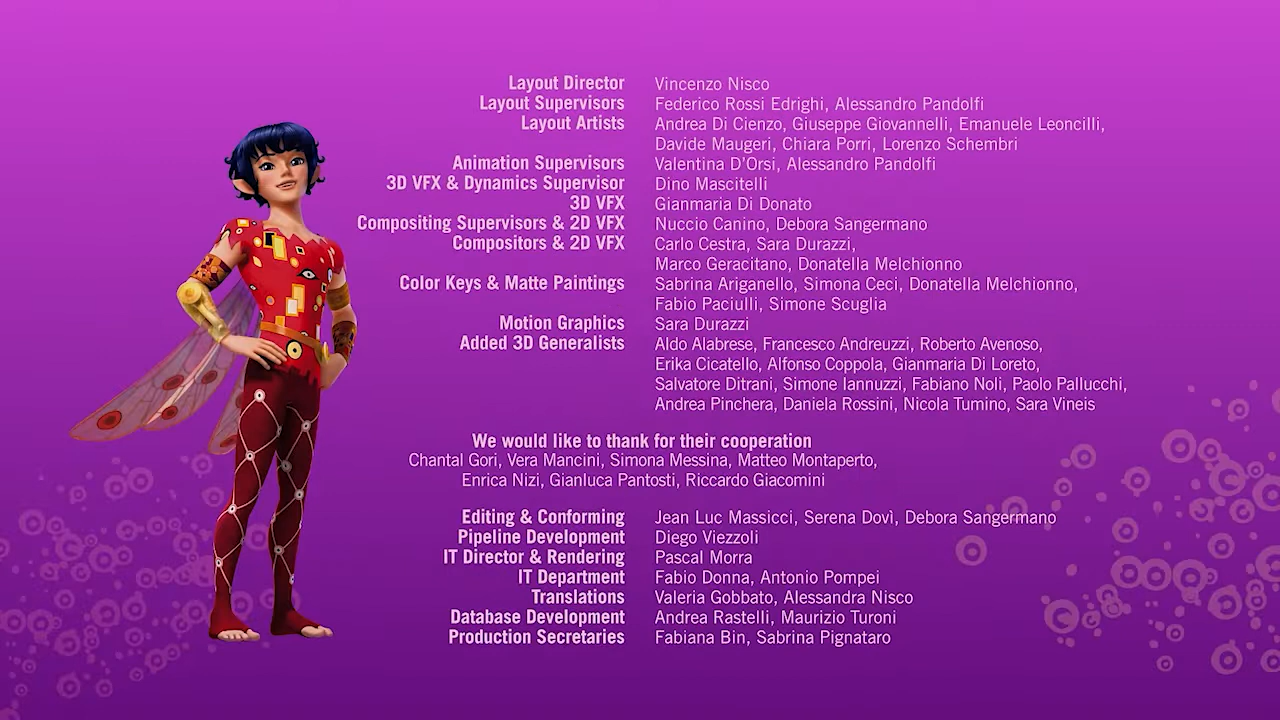 Layout Director Vincenzo Nisco
Layout Supervisors Federico Rossi Edrighi, Alessandro Pandolfi
Layout Artists Andrea Di Cienzo, Giuseppe Giovannelli, Emanuele Leoncilli,
Davide Maugeri, Chiara Porri, Lorenzo Schembri
Animation Supervisors Valentina D'Orsi, Alessandro Pandolfi
3D VFX & Dynamics Supervisor Dino Mascitelli
3D VFX Gianmaria Di Donato
Compositing Supervisors & 2D VFX Nuccio Canino, Debora Sangermano
Compositors & 2D VFX Carlo Cestra, Sara Durazzi,
Marco Geracitano, Donatella Melchionno
Color Keys & Matte Paintings Sabrina Ariganello, Simona Ceci, Donatella Melchionno,
Fabio Paciulli, Simone Scuglia
Motion Graphics Sara Durazzi
Added 3D Generalists Aldo Alabrese, Francesco Andreuzzi, Roberto Avenoso,
Erika Cicatello, Alfonso Coppola, Gianmaria Di Loreto,
Salvatore Ditrani, Simone Iannuzzi, Fabiano Noli, Paolo Pallucchi,
Andrea Pinchera, Daniela Rossini, Nicola Tumino, Sara Vineis
We would like to thank for their cooperation
Chantal Gori, Vera Mancini, Simona Messina, Matteo Montaperto,
Enrica Nizi, Gianluca Pantosti, Riccardo Giacomini
Editing & Conforming Jean Luc Massicci, Serena Dovì, Debora Sangermano
Pipeline Development Diego Viezzoli
IT Director & Rendering Pascal Morra
IT Department Fabio Donna, Antonio Pompei
Translations Valeria Gobbato, Alessandra Nisco
Database Development Andrea Rastelli, Maurizio Turoni
Production Secretaries Fabiana Bin, Sabrina Pignataro